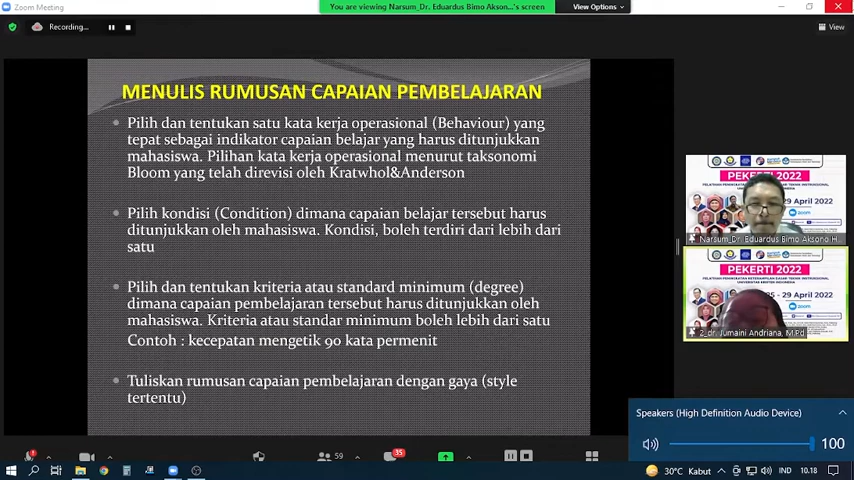 Zoom Meeting
You are viewing Narsum_Dr. Eduardus Bimo Akson...'s screen
View Options
Recording...
View
MENULIS RUMUSAN CAPAIAN PEMBELAJARAN
Pilih dan tentukan satu kata kerja operasional (Behaviour) yang
tepat sebagai indikator capaian belajar yang harus ditunjukkan
mahasiswa. Pilihan kata kerja operasional menurut taksonomi
Bloom yang telah direvisi oleh Kratwhol&Anderson
Pilih kondisi (Condition) dimana capaian belajar tersebut harus
ditunjukkan oleh mahasiswa. Kondisi, boleh terdiri dari lebih dari
satu
Pilih dan tentukan kriteria atau standard minimum (degree)
dimana capaian pembelajaran tersebut harus ditunjukkan oleh
mahasiswa. Kriteria atau standar minimum boleh lebih dari satu
Contoh : kecepatan mengetik 90 kata permenit
Tuliskan rumusan capaian pembelajaran dengan gaya (style
tertentu)
PEKERTI 2022
29 April 2022
zoom
Narsum_Dr. Eduardus Bimo Aksono H...
PEKERTI 2022
25 - 29 April 2022
2_dr. Jumaini Andriana, M.Pd
Speakers (High Definition Audio Device)
100
59
35
30°C Kabut
IND
10.18